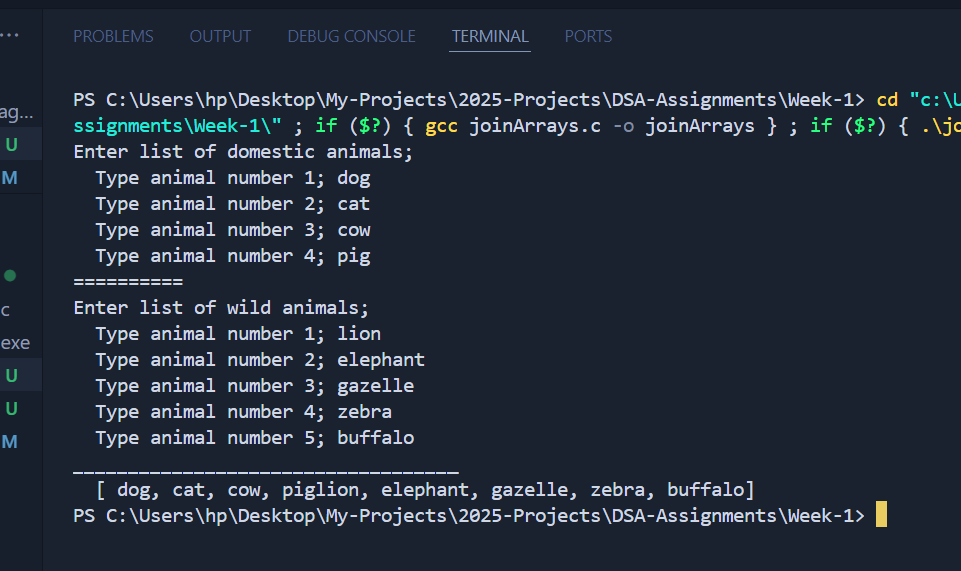 ...
PROBLEMS OUTPUT DEBUG CONSOLE TERMINAL PORTS
PS C:\Users\hp\Desktop\My-Projects\2025-Projects\DSA-Assignments\Week-1> cd "c:\U
ag...
ssignments\Week-1\" ; if ($?) { gcc joinArrays.c -o joinArrays } ; if ($?) { .\jo
U
Enter list of domestic animals;
M
Type animal number 1; dog
Type animal number 2; cat
Type animal number 3; cow
Type animal number 4; pig
==========
c
Enter list of wild animals;
exe
Type animal number 1; lion
Type animal number 2; elephant
U
Type animal number 3; gazelle
U
Type animal number 4; zebra
M
Type animal number 5; buffalo
___________________________________
[ dog, cat, cow, piglion, elephant, gazelle, zebra, buffalo]
PS C:\Users\hp\Desktop\My-Projects\2025-Projects\DSA-Assignments\Week-1>